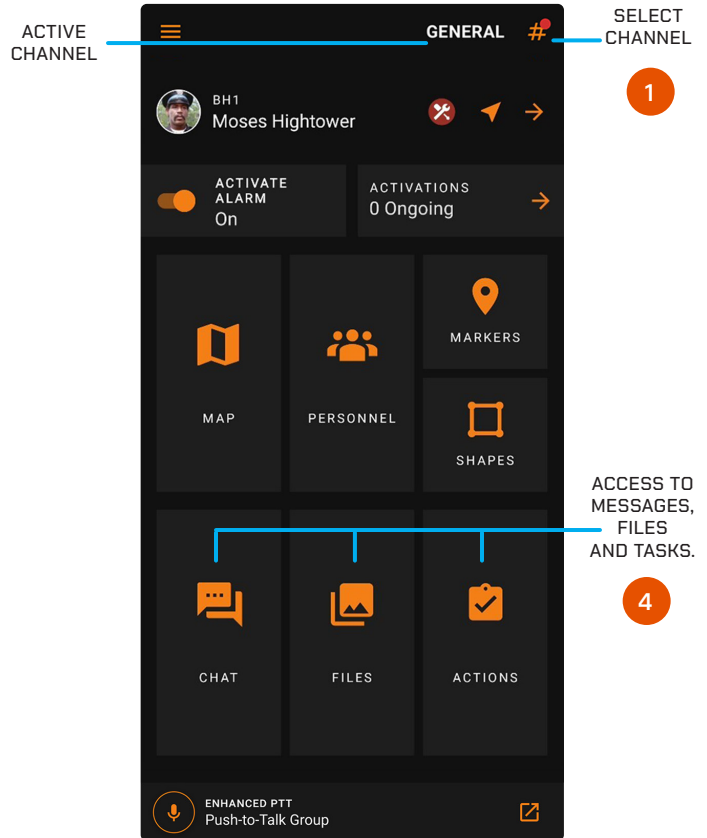 ACTIVE
CHANNEL
GENERAL
#
SELECT
CHANNEL
1
BH1
Moses Hightower
ACTIVATE
ALARM
On
ACTIVATIONS
0 Ongoing
MAP
PERSONNEL
MARKERS
SHAPES
ACCESS TO
MESSAGES,
FILES
AND TASKS.
4
CHAT
FILES
ACTIONS
ENHANCED PTT
Push-to-Talk Group